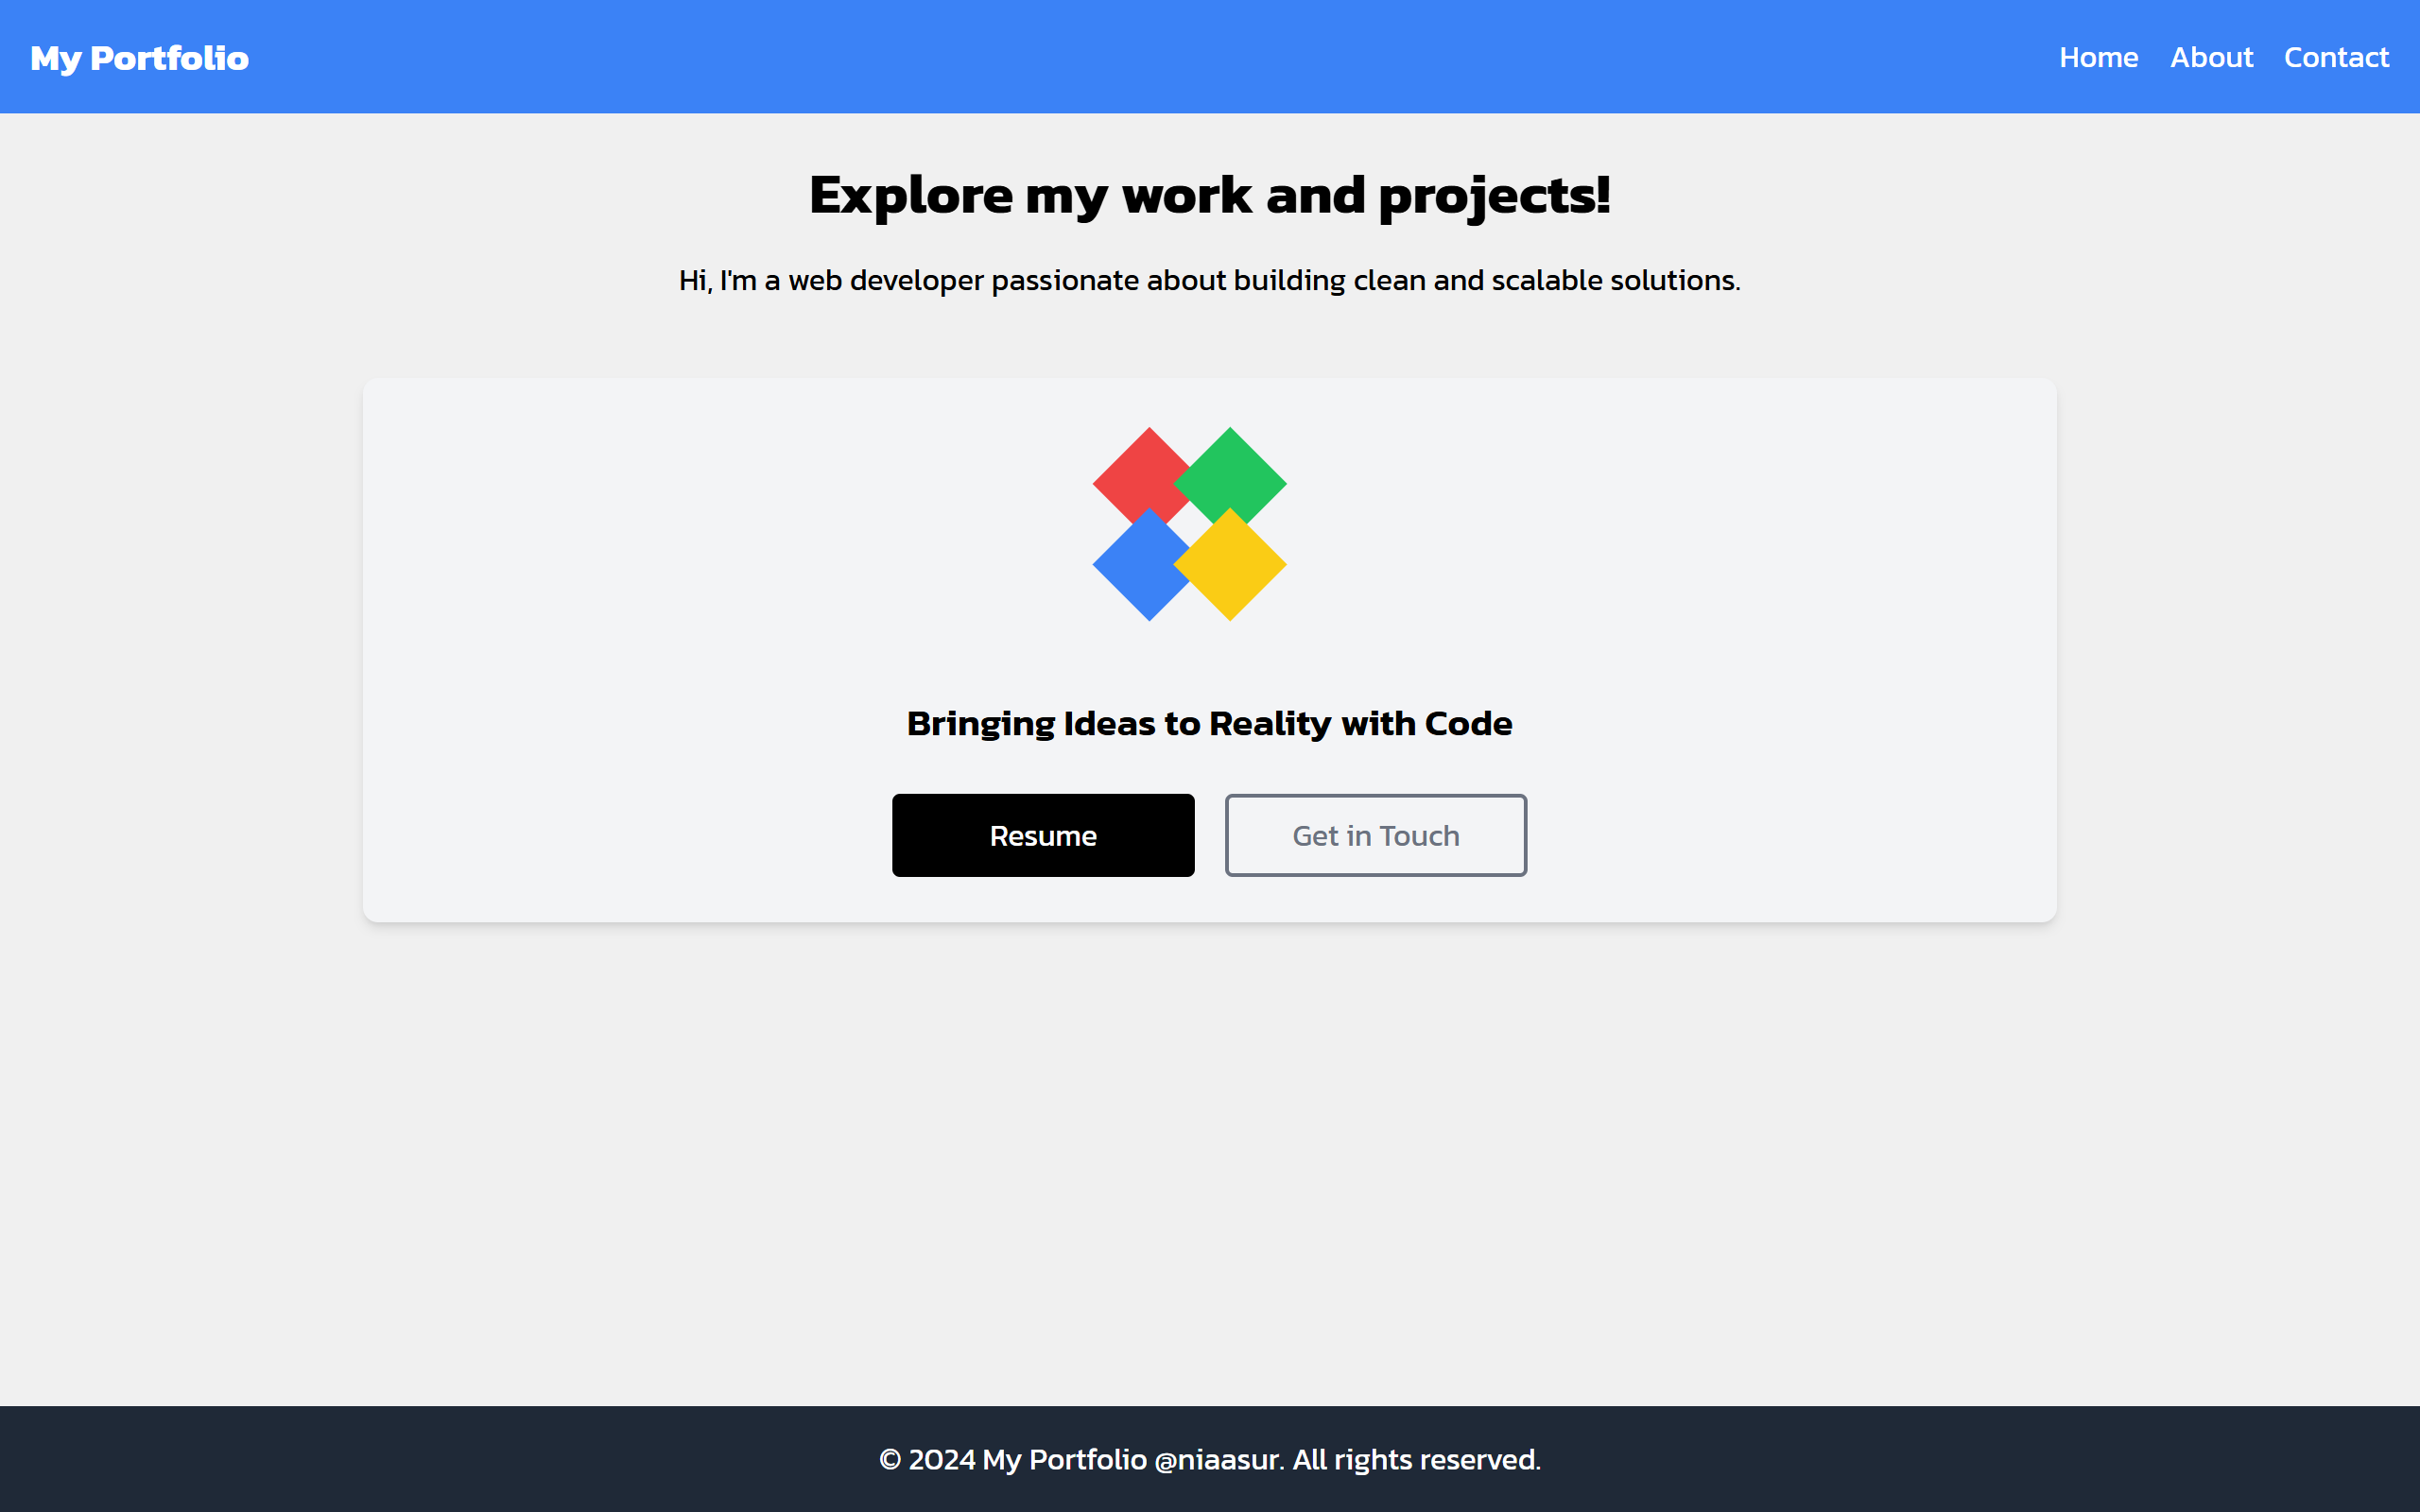 My Portfolio
Home About Contact
Explore my work and projects!
Hi, I'm a web developer passionate about building clean and scalable solutions.
Bringing Ideas to Reality with Code
Resume Get in Touch
© 2024 My Portfolio @niaasur. All rights reserved.